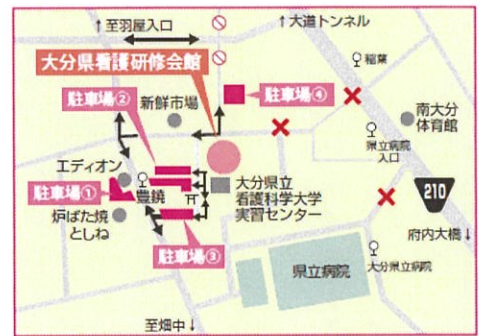 ↑至羽屋入口
↑大道トンネル
大分県看護研修会館
稲葉
駐車場②
新鮮市場
駐車場④
南大分
体育館
県立病院
入口
エディオン
駐車場①
豊鐃
大分県立
看護科学大学
実習センター
210
炉ばた焼
としね
府内大橋↓
駐車場③
県立病院
大分県立病院
至畑中↓